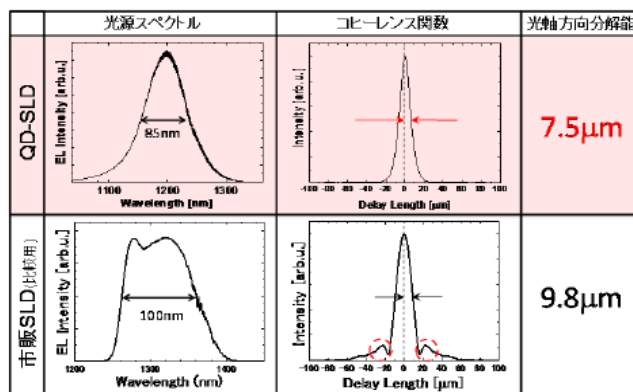 光源スペクトル
コヒーレンス関数
光軸方向分解能
QD-SLD
EL Intensity [arb.u.]
85nm
1100 1200 1300
Wavelength [nm]
Intensity [arb.u.]
-100 -80 -60 -40 -20 0 20 40 60 80 100
Delay Length [μm]
7.5μm
市販SLD(比較用)
EL Intensity [arb.u.]
100nm
1200 1300 1400
Wavelength (nm)
Intensity [arb.u.]
-100 -80 -60 -40 -20 0 20 40 60 80 100
Delay Length [μm]
9.8μm